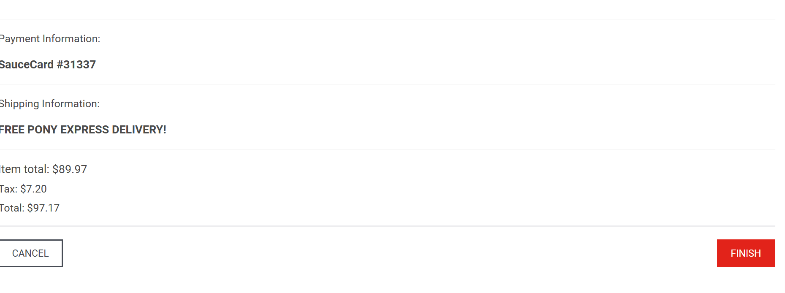 Payment Information:
SauceCard #31337
Shipping Information:
FREE PONY EXPRESS DELIVERY!
Item total: $89.97
Tax: $7.20
Total: $97.17
CANCEL
FINISH